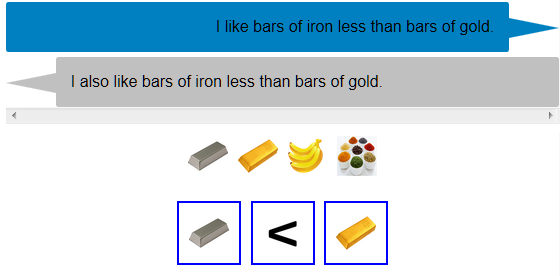 I like bars of iron less than bars of gold.
I also like bars of iron less than bars of gold.
<